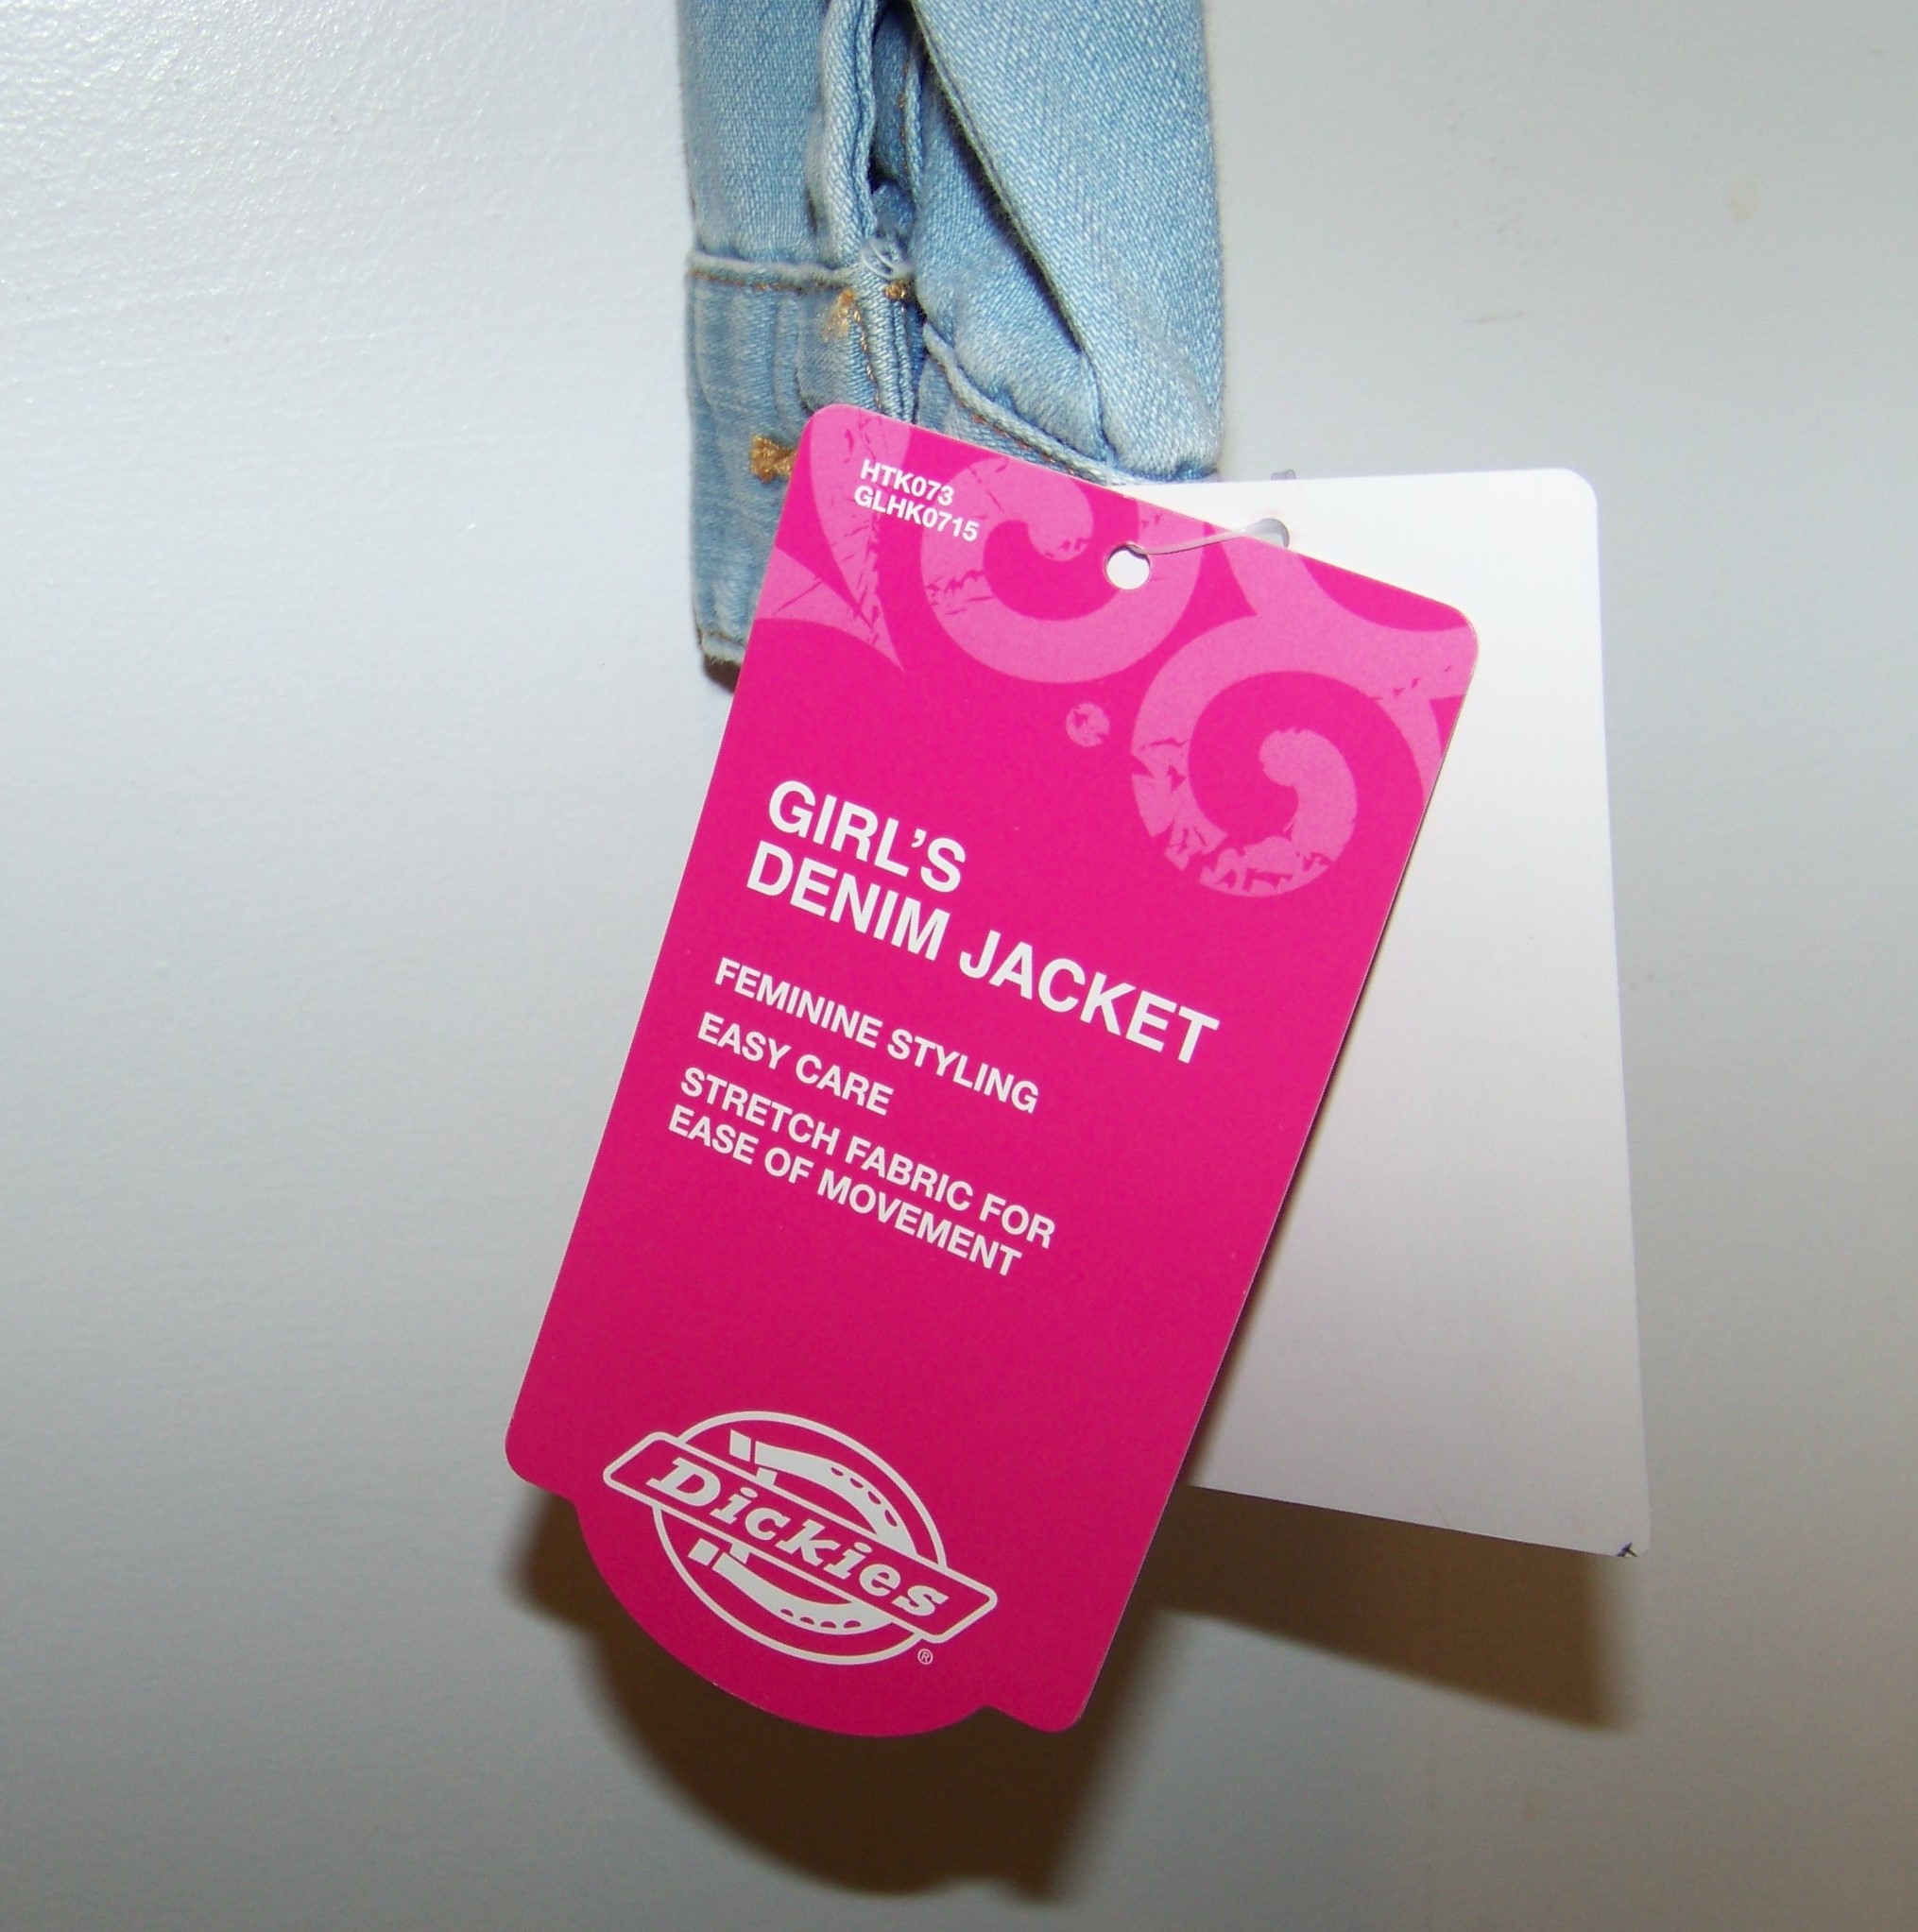 HTK073
GLHK0715
GIRL'S
DENIM JACKET
FEMININE STYLING
EASY CARE
STRETCH FABRIC FOR
EASE OF MOVEMENT
Dickies
®